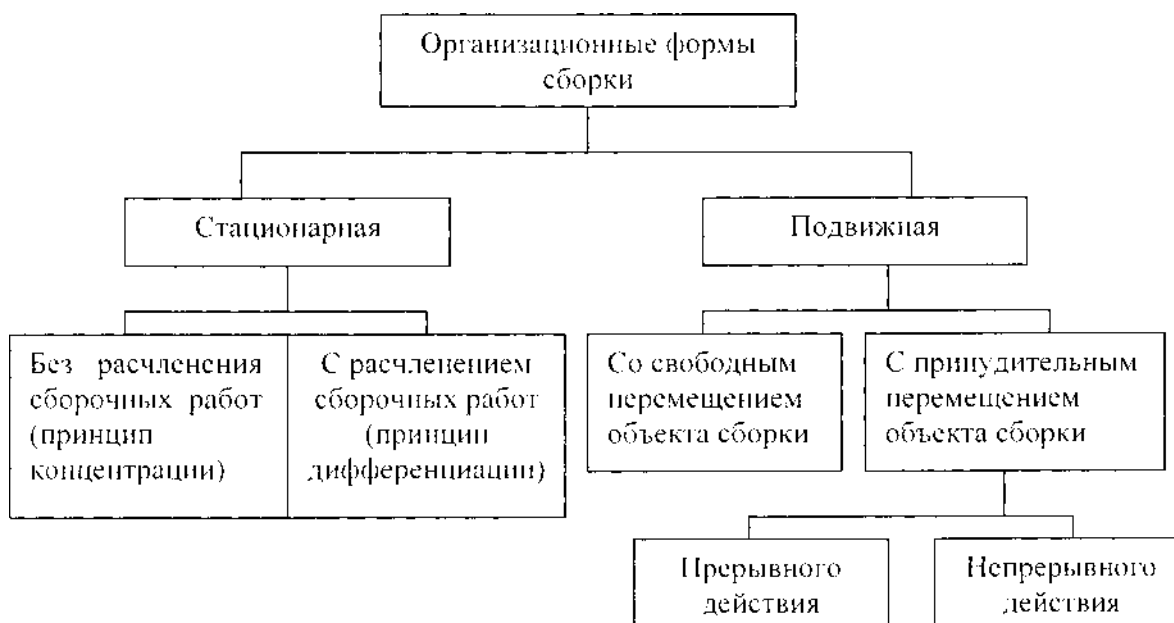 Организационные формы
сборки
Стационарная
Подвижная
Без расчленения
сборочных работ
(принцип
концентрации)
С расчленением
сборочных работ
(принцип
дифференциации)
Со свободным
перемещением
объекта сборки
С принудительным
перемещением
объекта сборки
Прерывного
действия
Непрерывного
действия